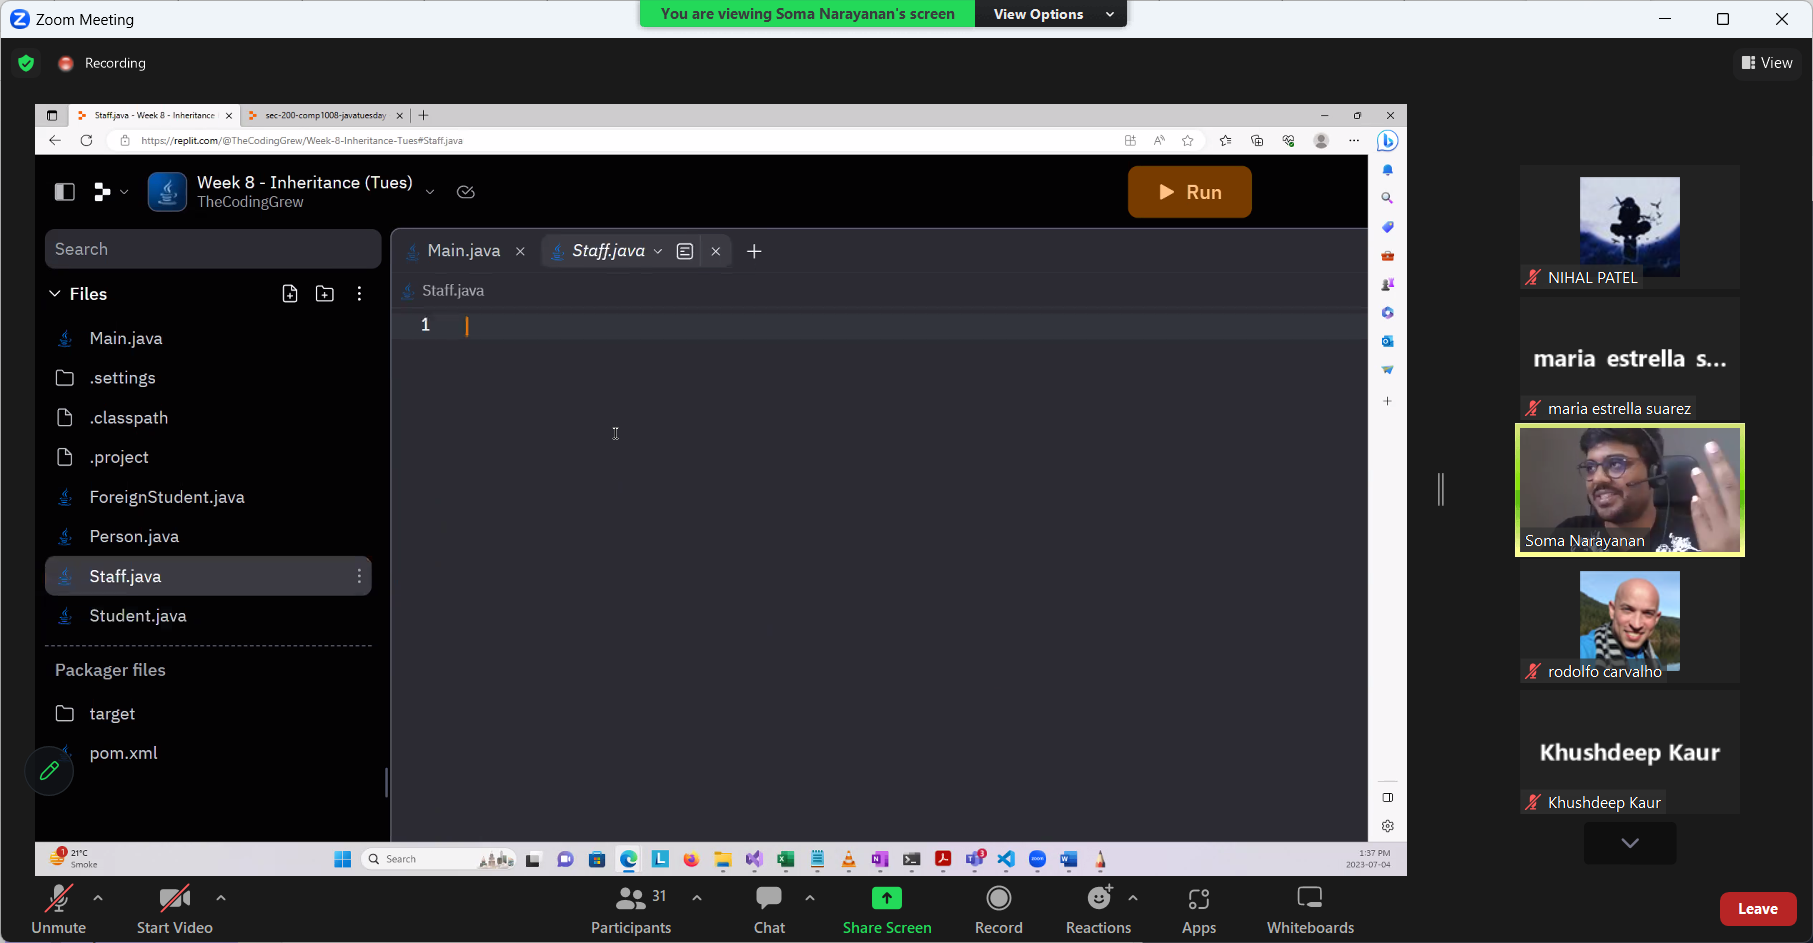 Zoom Meeting
You are viewing Soma Narayanan's screen
View Options
Recording
View
Staff.java - Week 8 - Inheritance
sec-200-comp1008-javatuesday
https://replit.com/@TheCodingGrew/Week-8-Inheritance-Tues#Staff.java
Week 8 - Inheritance (Tues)
TheCodingGrew
Run
Search
Main.java
Staff.java
Files
Staff.java
1
Main.java
.settings
.classpath
.project
ForeignStudent.java
Person.java
Staff.java
Student.java
Packager files
target
pom.xml
NIHAL PATEL
maria estrella s...
maria estrella suarez
Soma Narayanan
rodolfo carvalho
Khushdeep Kaur
Khushdeep Kaur
1
21°C
Smoke
Search
3
zoom
1:37 PM
2023-07-04
Unmute
Start Video
31
Participants
Chat
Share Screen
Record
Reactions
Apps
Whiteboards
Leave